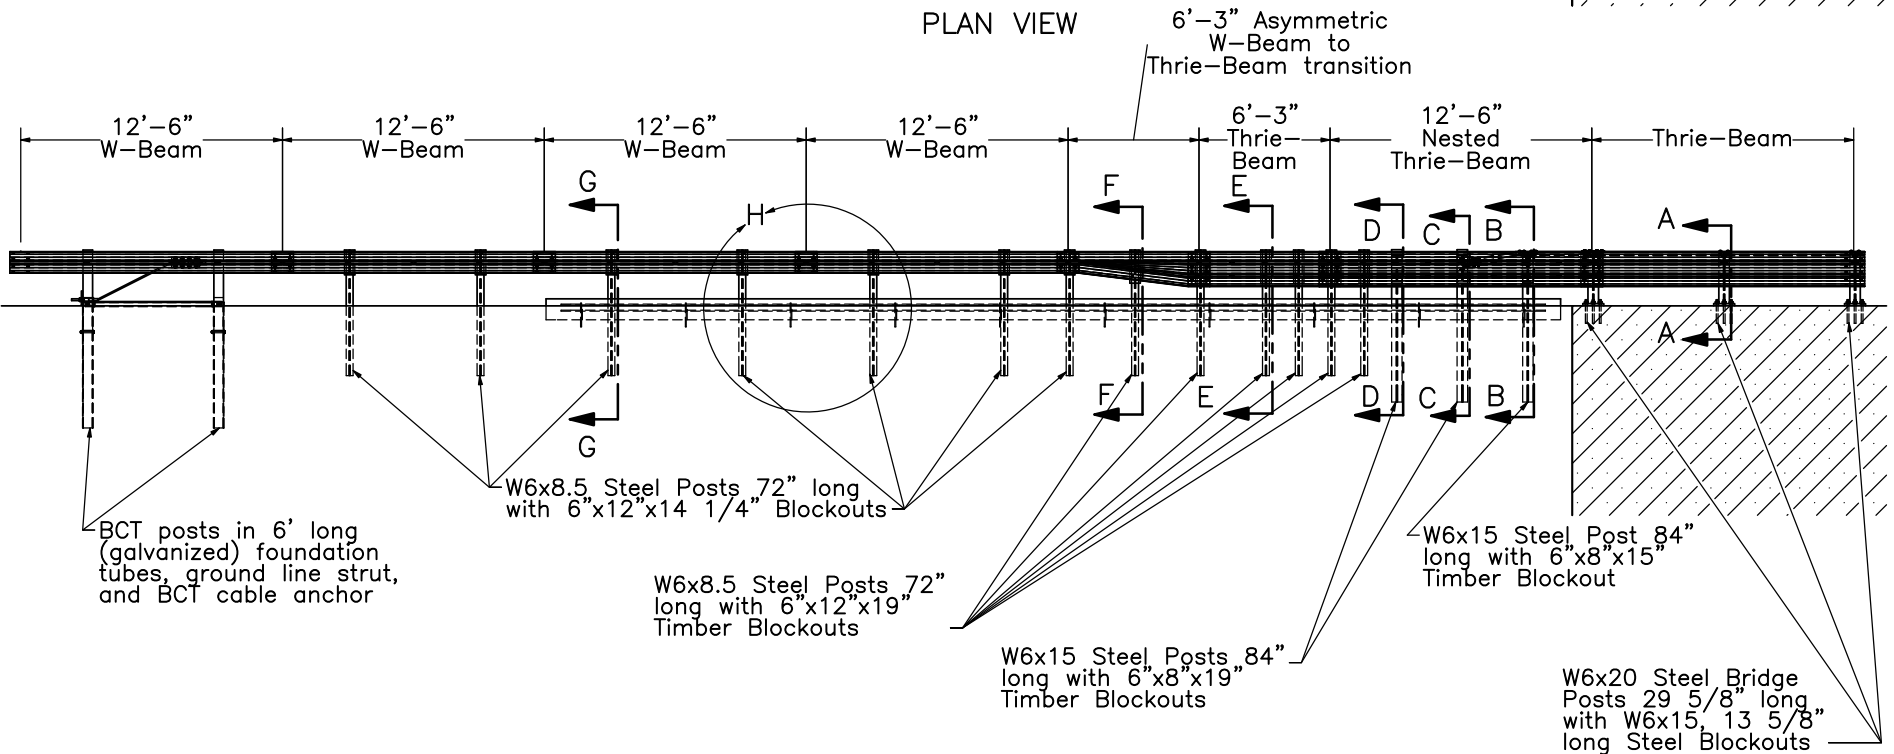 PLAN VIEW
6'-3" Asymmetric
W-Beam to
Thrie-Beam transition
12'-6"
W-Beam
12'-6"
W-Beam
12'-6"
W-Beam
12'-6"
W-Beam
6'-3"
Thrie-
Beam
12'-6"
Nested
Thrie-Beam
Thrie-Beam
G
H
F
E
D
C
B
A
A
G
F
E
D
C
B
BCT posts in 6' long
(galvanized) foundation
tubes, ground line strut,
and BCT cable anchor
W6x8.5 Steel Posts 72" long
with 6"x12"x14 1/4" Blockouts
W6x8.5 Steel Posts 72"
long with 6"x12"x19"
Timber Blockouts
W6x15 Steel Posts 84"
long with 6"x8"x19"
Timber Blockouts
W6x15 Steel Post 84"
long with 6"x8"x15"
Timber Blockout
W6x20 Steel Bridge
Posts 29 5/8" long
with W6x15, 13 5/8"
long Steel Blockouts